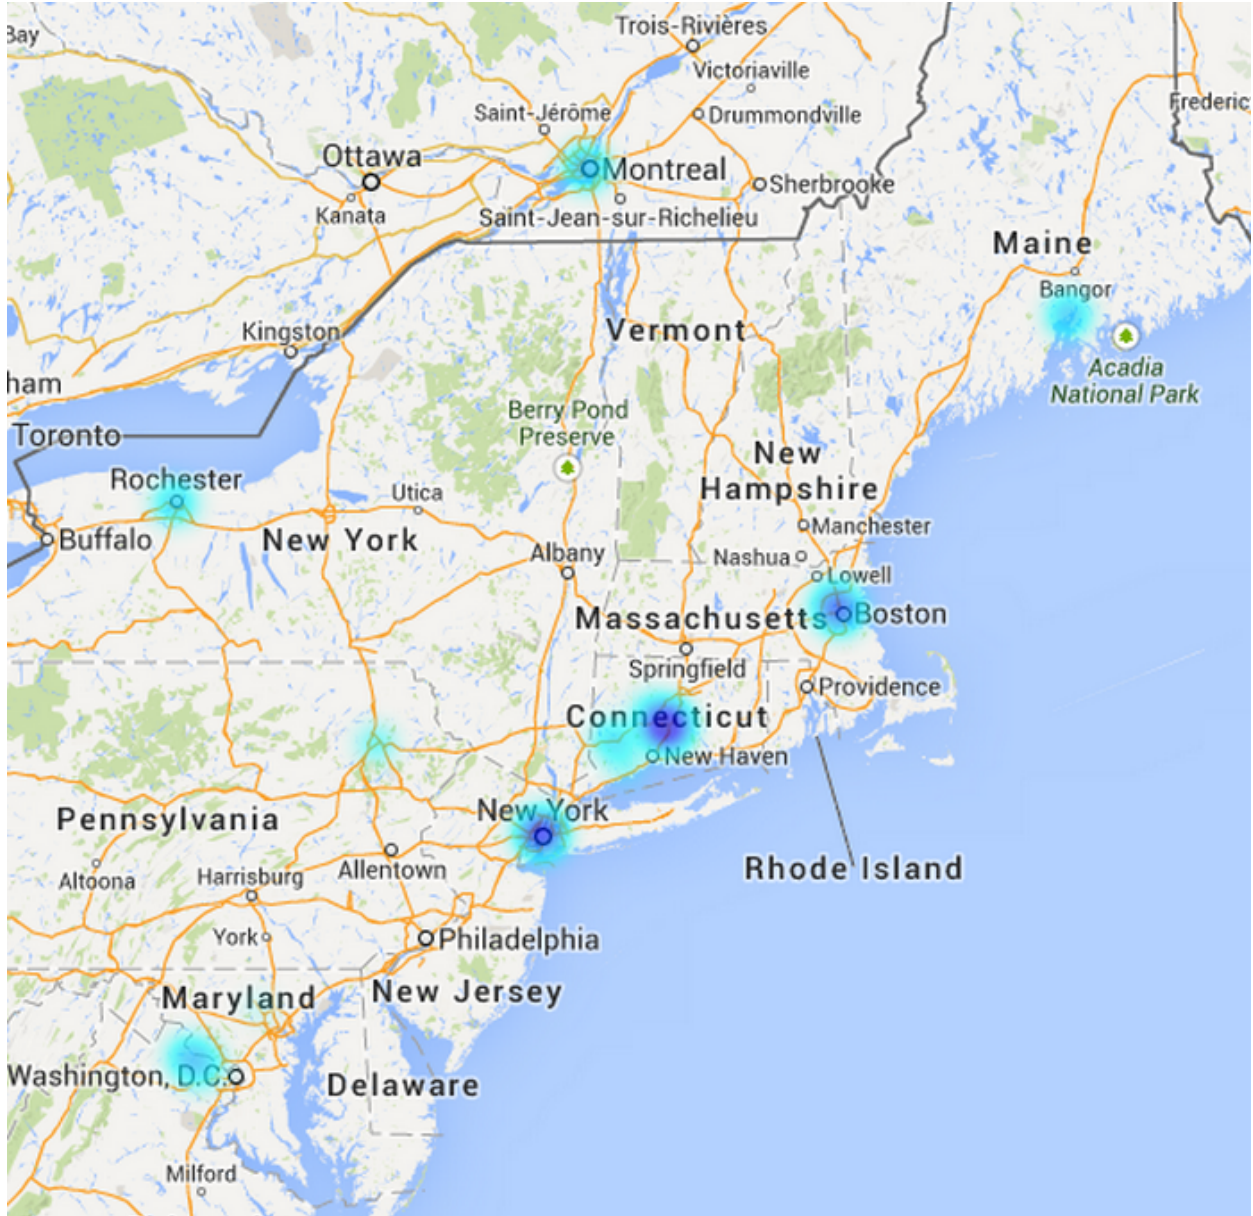 Trois-Rivières
Bay
Victoriaville
Saint-Jérôme
Drummondville
Frederic
Ottawa
Montreal
Sherbrooke
Kanata
Saint-Jean-sur-Richelieu
Maine
Bangor
Kingston
Vermont
Acadia
National Park
ham
Berry Pond
Preserve
Toronto
New
Hampshire
Rochester
Utica
Manchester
Buffalo
New York
Albany
Nashua
Lowell
Massachusetts
Boston
Springfield
Providence
Connecticut
New Haven
New York
Pennsylvania
Rhode Island
Allentown
Altoona
Harrisburg
York
Philadelphia
Maryland
New Jersey
Washington, D.C.
Delaware
Milford